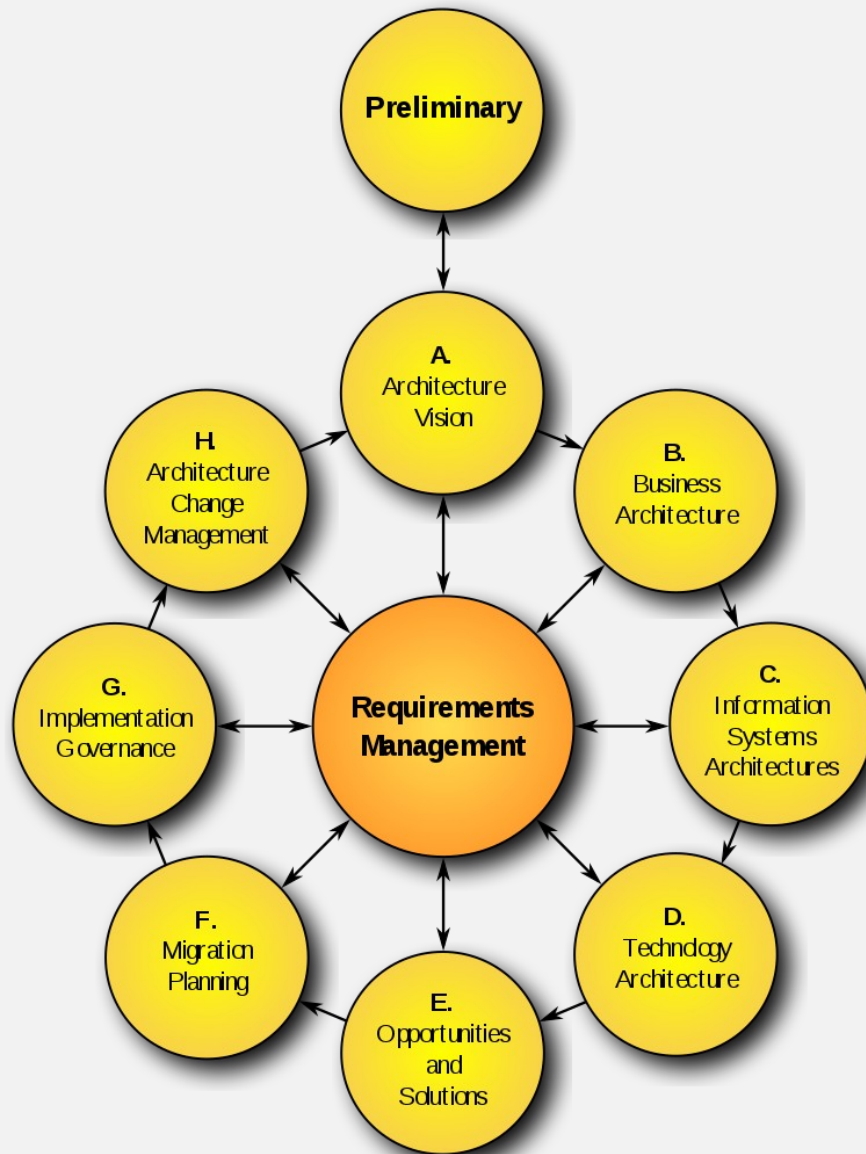 Preliminary
A.
Architecture
Vision
B.
Business
Architecture
C.
Information
Systems
Architectures
D.
Technology
Architecture
E.
Opportunities
and
Solutions
F.
Migration
Planning
G.
Implementation
Governance
H.
Architecture
Change
Management
Requirements
Management